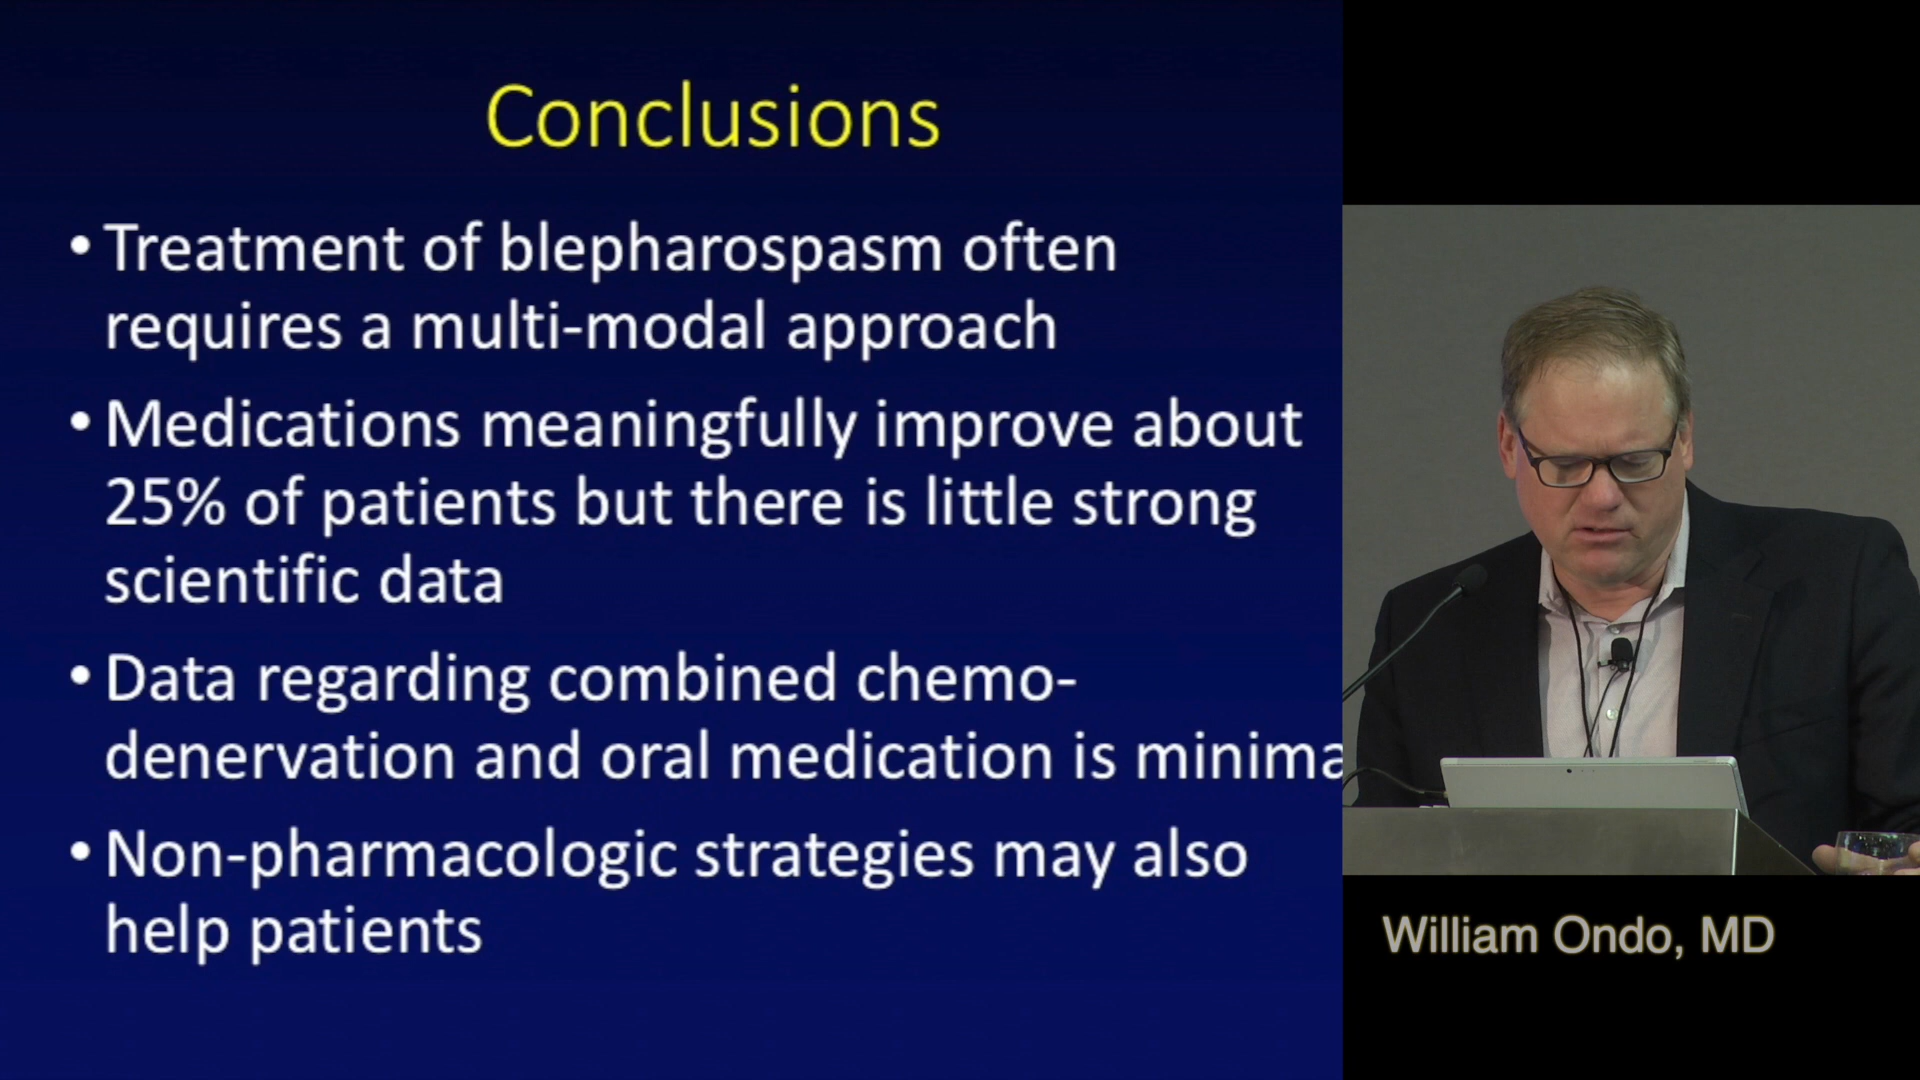 Conclusions
• Treatment of blepharospasm often
requires a multi-modal approach
• Medications meaningfully improve about
25% of patients but there is little strong
scientific data
• Data regarding combined chemo-
denervation and oral medication is minima
• Non-pharmacologic strategies may also
help patients
William Ondo, MD